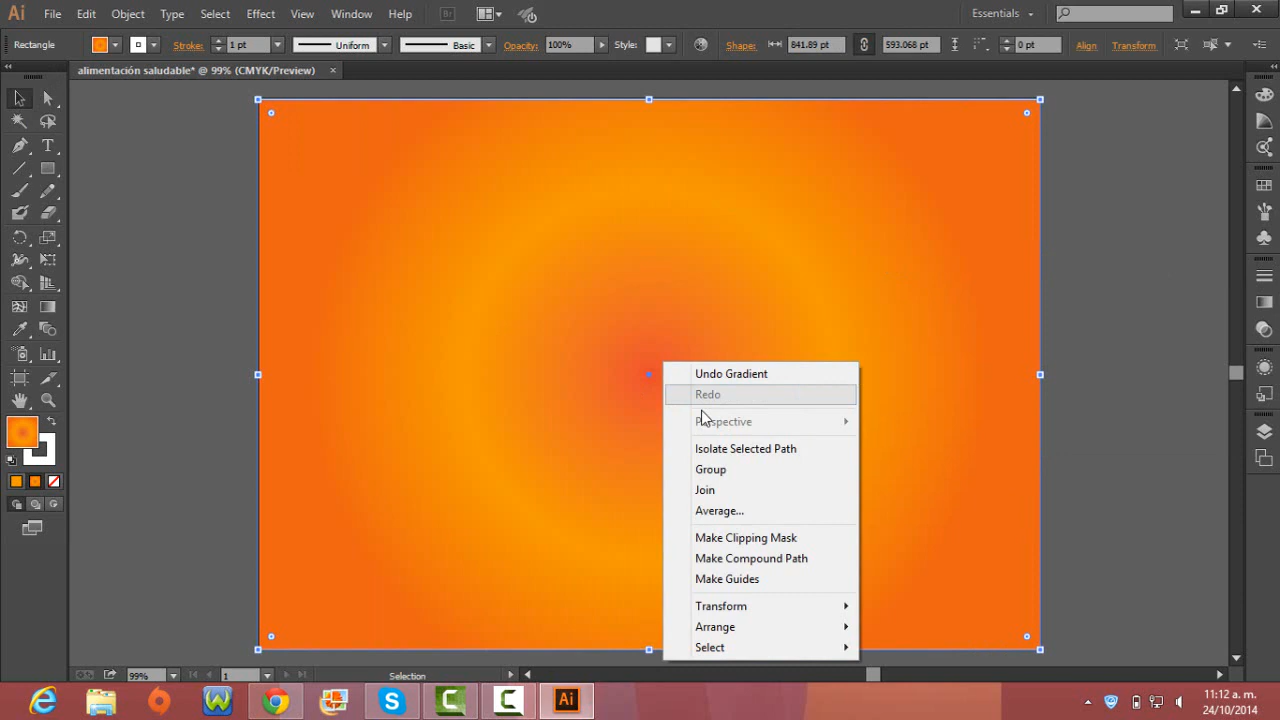 Ai File Edit Object Type Select Effect View Window Help Br Essentials
Rectangle Stroke: 1 pt Uniform Basic Opacity: 100% Style: Shape: 841.89 pt 593.068 pt 0 pt Align Transform
alimentación saludable* @ 99% (CMYK/Preview) ×
Undo Gradient
Redo
Perspective
Isolate Selected Path
Group
Join
Average...
Make Clipping Mask
Make Compound Path
Make Guides
Transform
Arrange
Select
99% 1 Selection
11:12 a. m.
24/10/2014